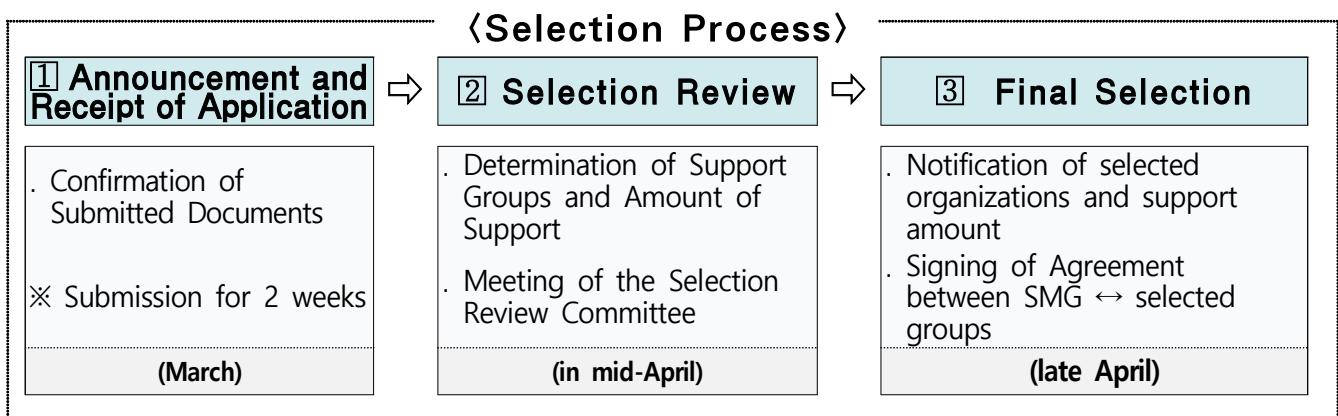 〈Selection Process〉
1 Announcement and
Receipt of Application
⇨
2 Selection Review
⇨
3 Final Selection
. Confirmation of
Submitted Documents
※ Submission for 2 weeks
(March)
. Determination of Support
Groups and Amount of
Support
. Meeting of the Selection
Review Committee
(in mid-April)
. Notification of selected
organizations and support
amount
. Signing of Agreement
between SMG ↔ selected
groups
(late April)